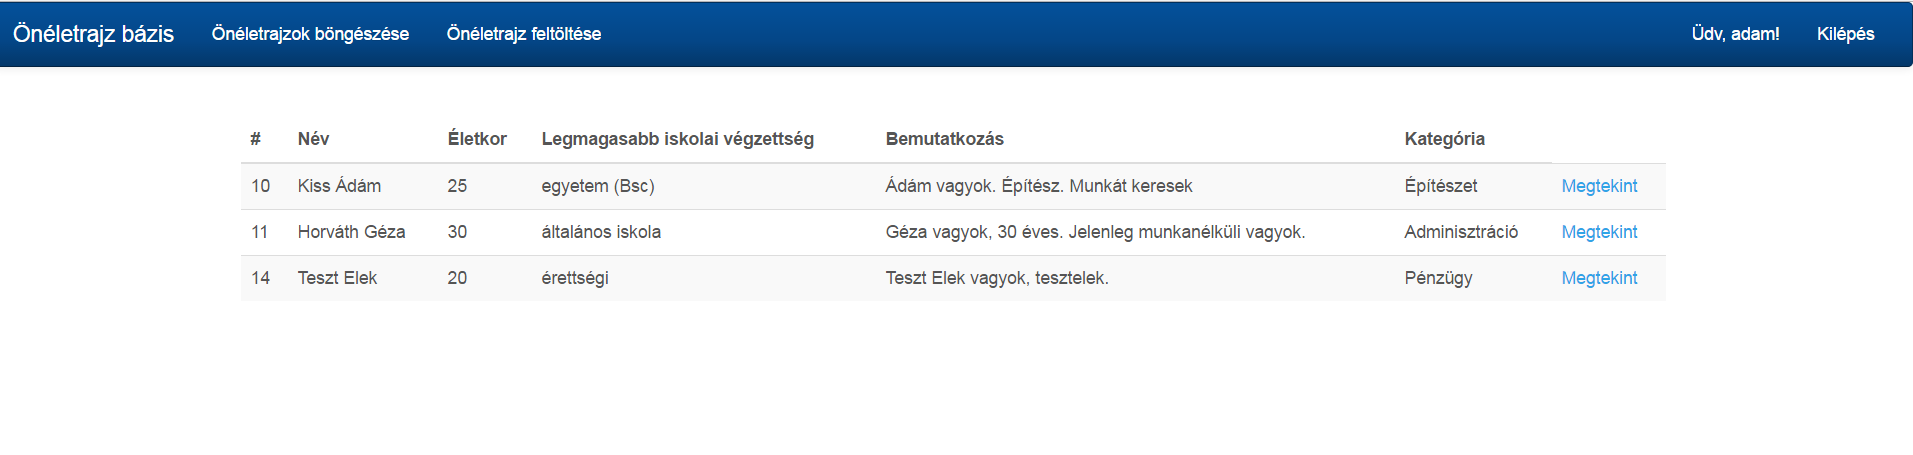 Önéletrajz bázis Önéletrajzok böngészése Önéletrajz feltöltése Üdv, adam! Kilépés
# Név Életkor Legmagasabb iskolai végzettség Bemutatkozás Kategória
10 Kiss Ádám 25 egyetem (Bsc) Ádám vagyok. Építész. Munkát keresek Építészet Megtekint
11 Horváth Géza 30 általános iskola Géza vagyok, 30 éves. Jelenleg munkanélküli vagyok. Adminisztráció Megtekint
14 Teszt Elek 20 érettségi Teszt Elek vagyok, tesztelek. Pénzügy Megtekint